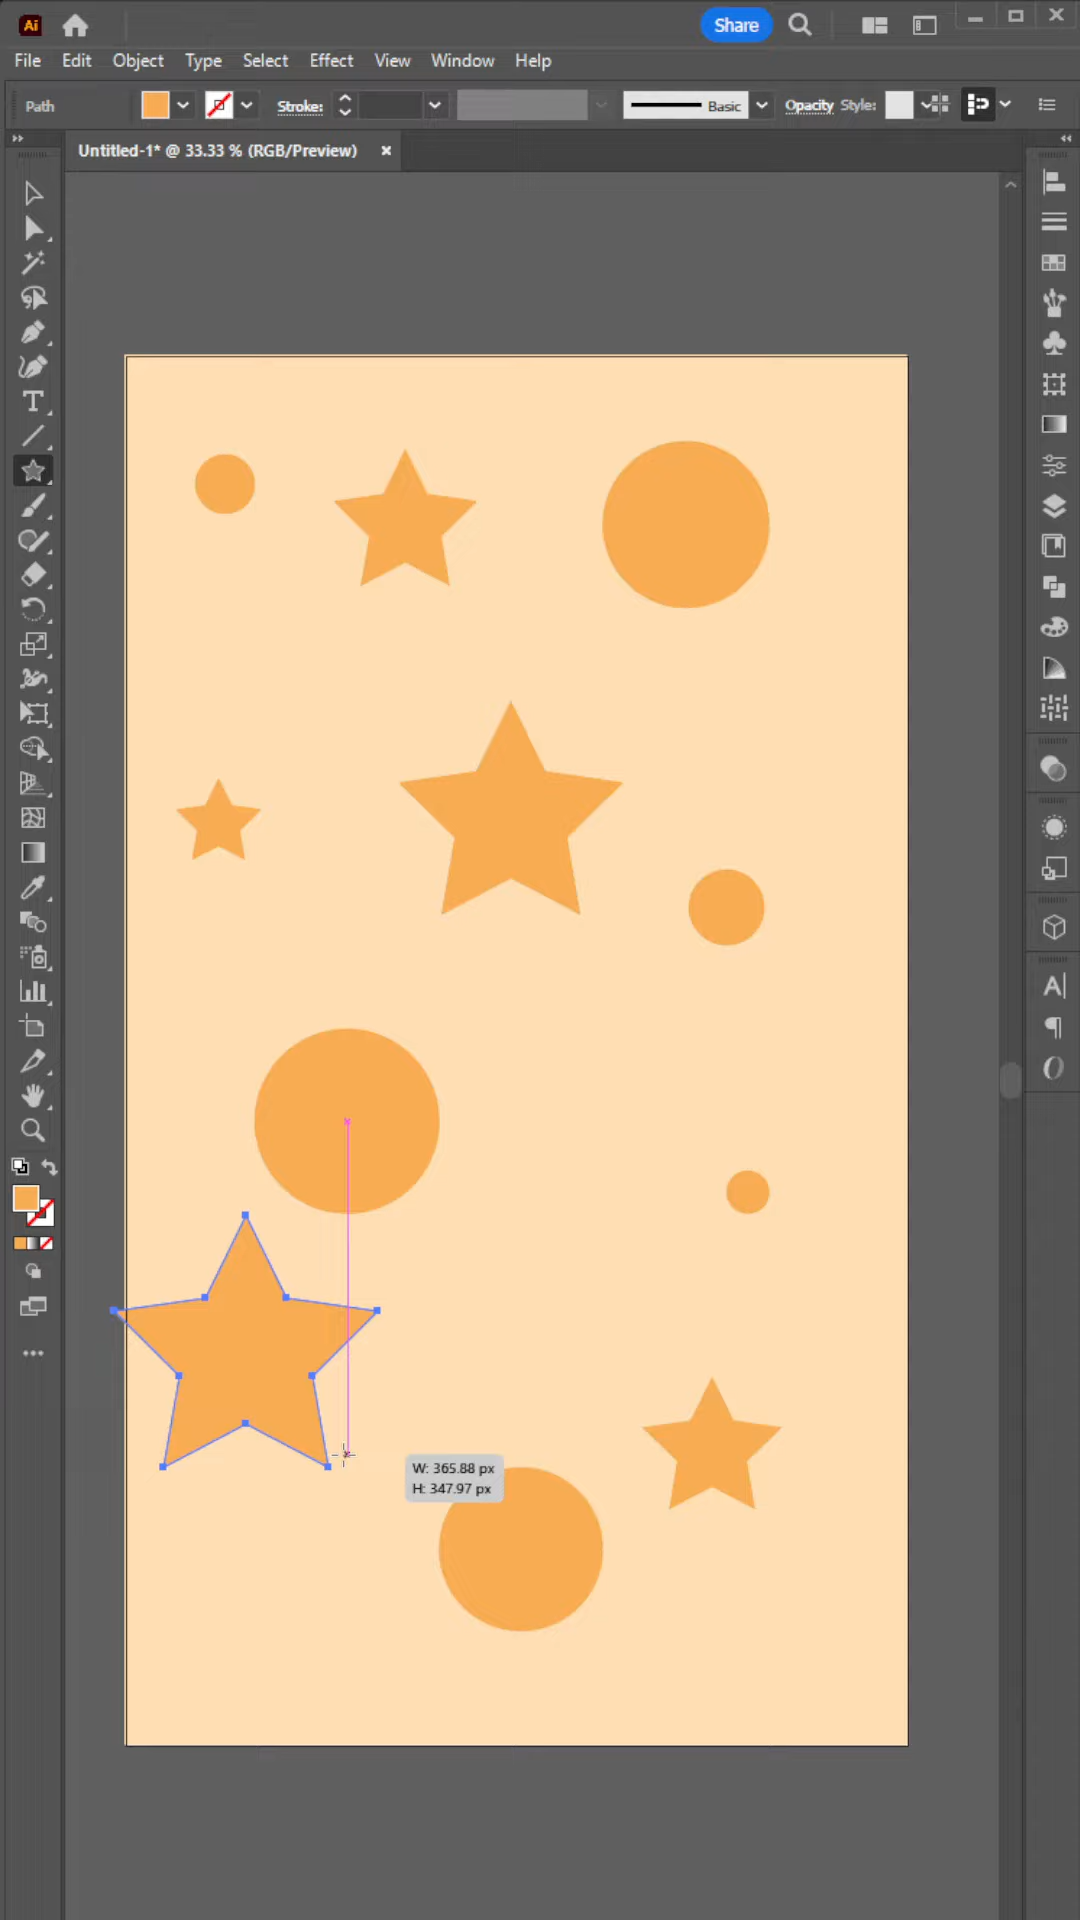 Ai
Share
File Edit Object Type Select Effect View Window Help
Path Stroke: Basic Opacity Style:
Untitled-1* @ 33.33 % (RGB/Preview) ×
W: 365.88 px
H: 347.97 px